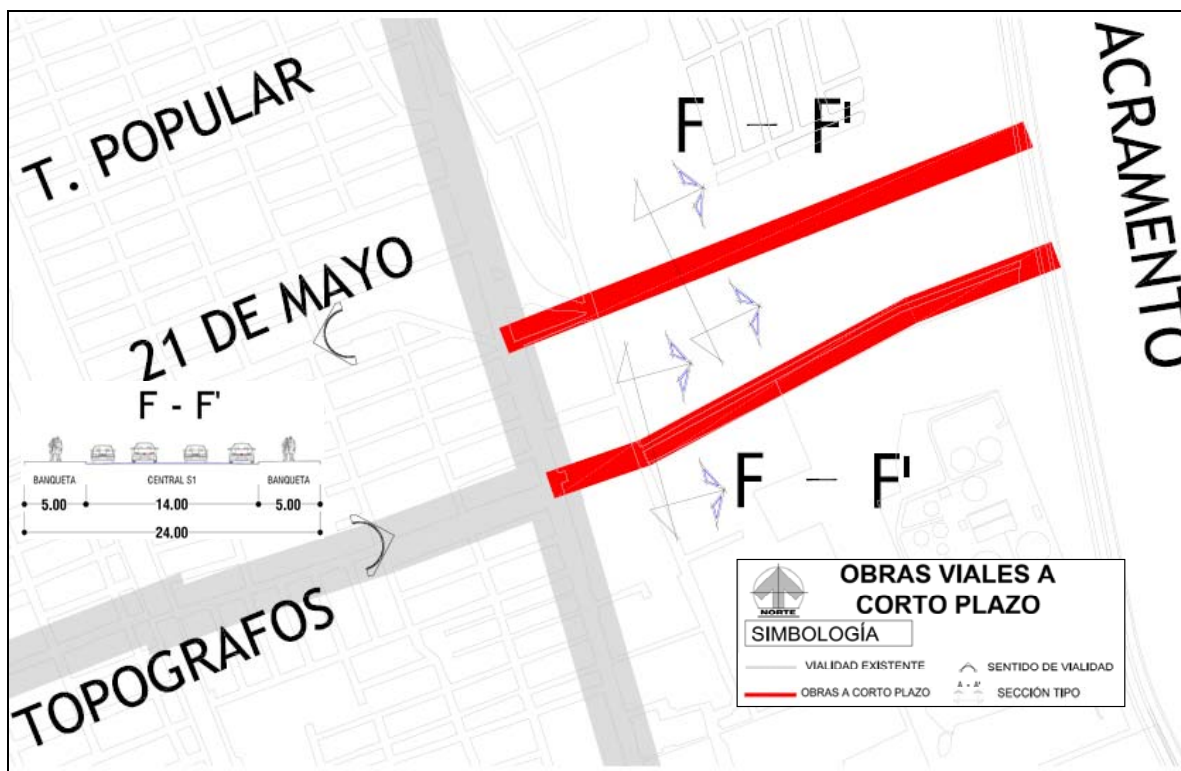 T. POPULAR
ACRAMENTO
F - F'
21 DE MAYO
F - F'
BANQUETA CENTRAL S1 BANQUETA
5.00 14.00 5.00
24.00
F - F'
TOPOGRAFOS
OBRAS VIALES A
CORTO PLAZO
NORTE
SIMBOLOGÍA
VIALIDAD EXISTENTE
SENTIDO DE VIALIDAD
OBRAS A CORTO PLAZO
A - A'
SECCIÓN TIPO